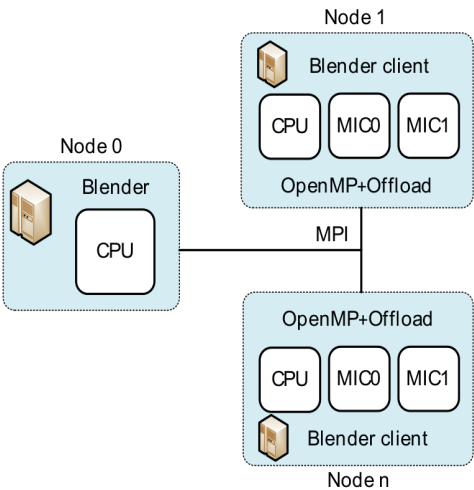 Node 1
Blender client
CPU MIC0 MIC1
OpenMP+Offload
Node 0
Blender
CPU
MPI
OpenMP+Offload
CPU MIC0 MIC1
Blender client
Node n